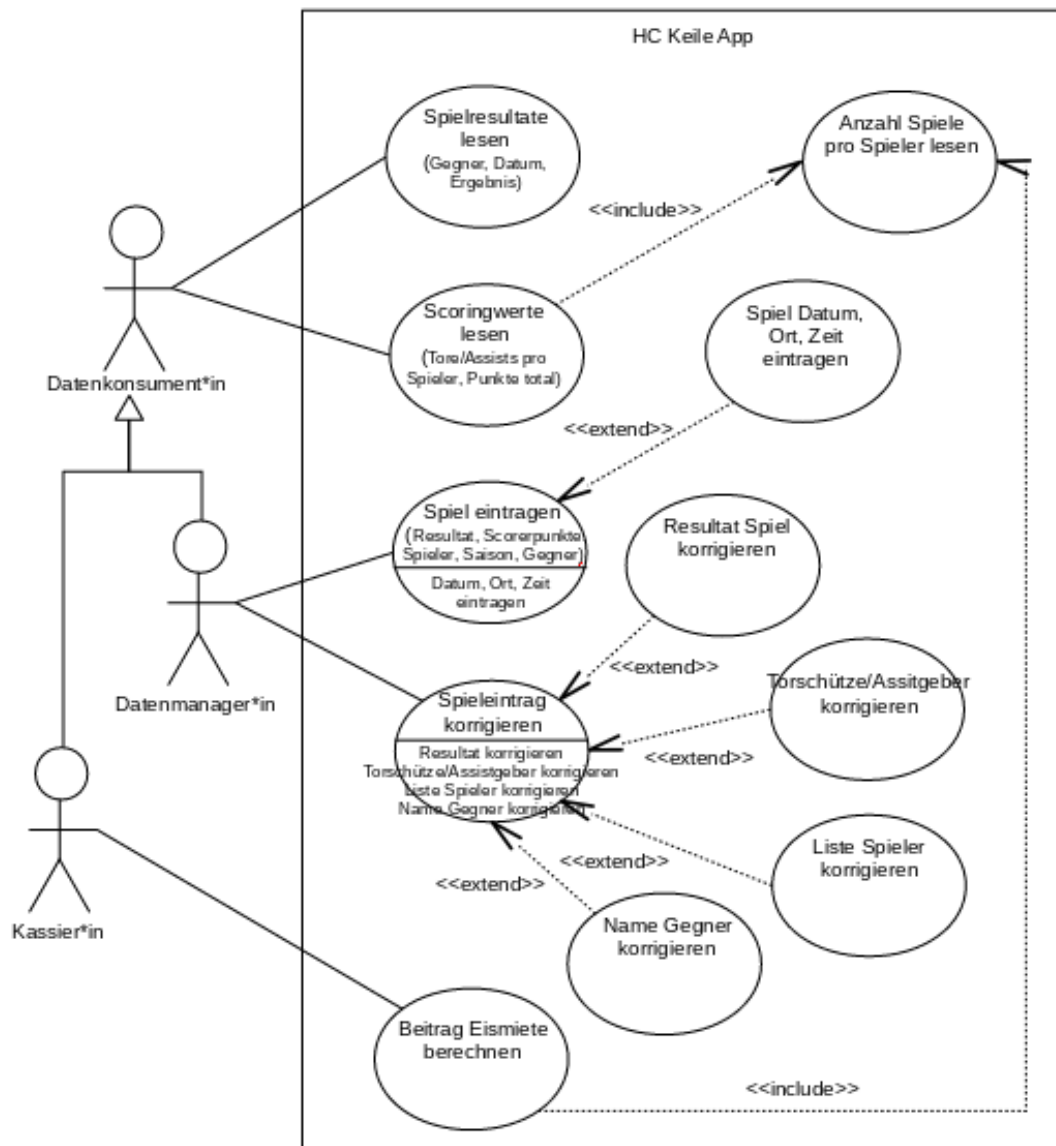 HC Keile App
Spielresultate
lesen
(Gegner, Datum,
Ergebnis)
Anzahl Spiele
pro Spieler lesen
<<include>>
Scoringwerte
lesen
(Tore/Assists pro
Spieler, Punkte total)
Spiel Datum,
Ort, Zeit
eintragen
Datenkonsument*in
<<extend>>
Spiel eintragen
(Resultat, Scorerpunkte
Spieler, Saison, Gegner)
Datum, Ort, Zeit
eintragen
Resultat Spiel
korrigieren
<<extend>>
Datenmanager*in
Spieleintrag
korrigieren
Resultat korrigieren
Torschütze/Assistgeber korrigieren
Liste Spieler korrigieren
Name Gegner korrigieren
Torschütze/Assitgeber
korrigieren
<<extend>>
Liste Spieler
korrigieren
<<extend>>
<<extend>>
Name Gegner
korrigieren
Kassier*in
Beitrag Eismiete
berechnen
<<include>>